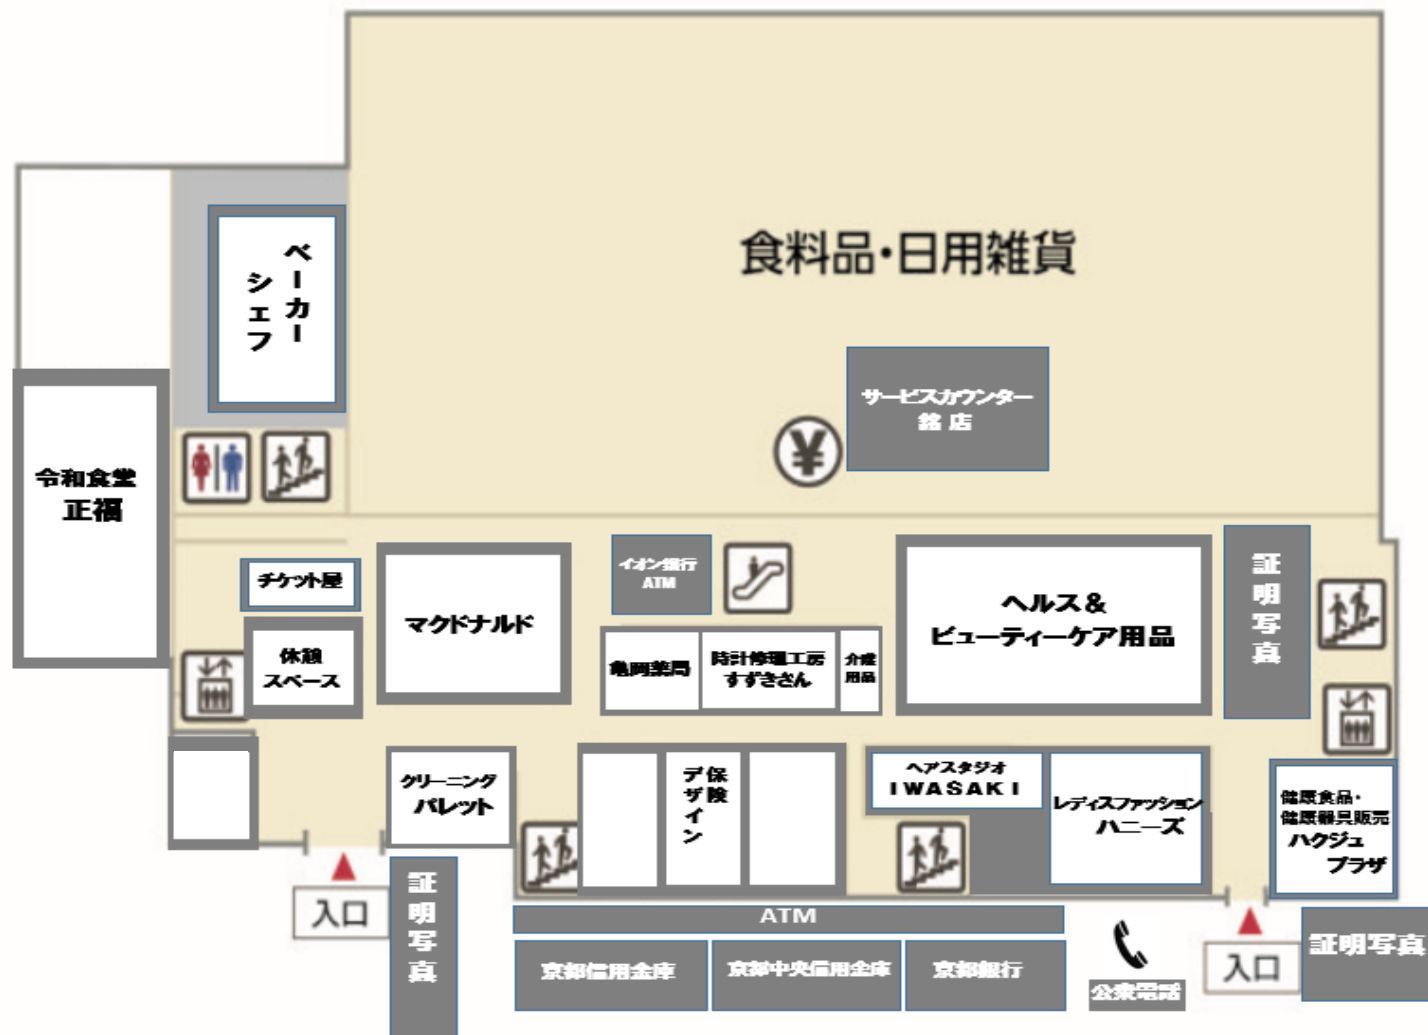 食料品・日用雑貨
ベーカー
シェフ
サービスカウンター
銘店
¥
令和食堂
正福
チケット屋
休憩
スペース
マクドナルド
イオン銀行
ATM
亀岡薬局
時計修理工房
すずきさん
介護
用品
ヘルス＆
ビューティーケア用品
証明写真
クリーニング
パレット
保険
デザイン
ヘアスタジオ
IWASAKI
レディスファッション
ハニーズ
健康食品・
健康器具販売
ハクジュ
プラザ
入口
証明写真
ATM
京都信用金庫
京都中央信用金庫
京都銀行
公衆電話
入口
証明写真